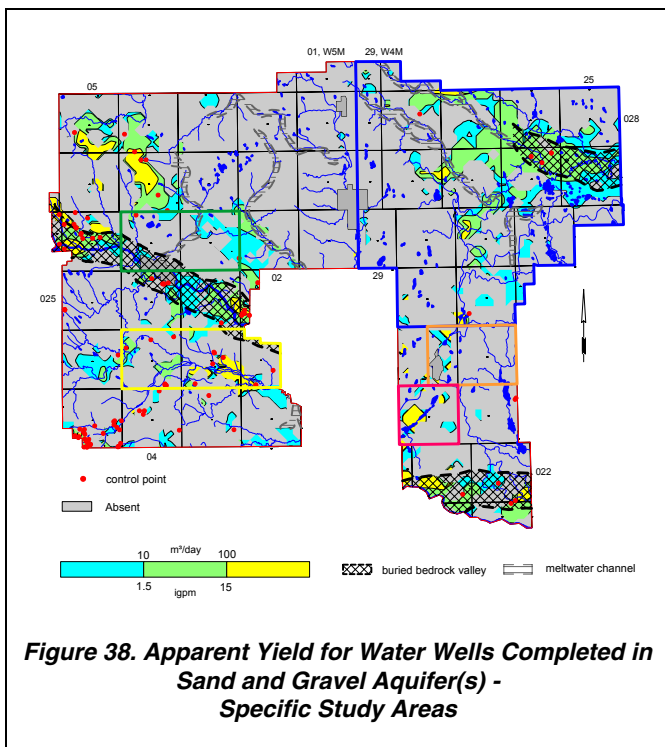 01, W5M 29, W4M
05 25
028
02
29
025
04
022
control point
Absent
10 m³/day 100
1.5 igpm 15
buried bedrock valley meltwater channel
Figure 38. Apparent Yield for Water Wells Completed in
Sand and Gravel Aquifer(s) -
Specific Study Areas